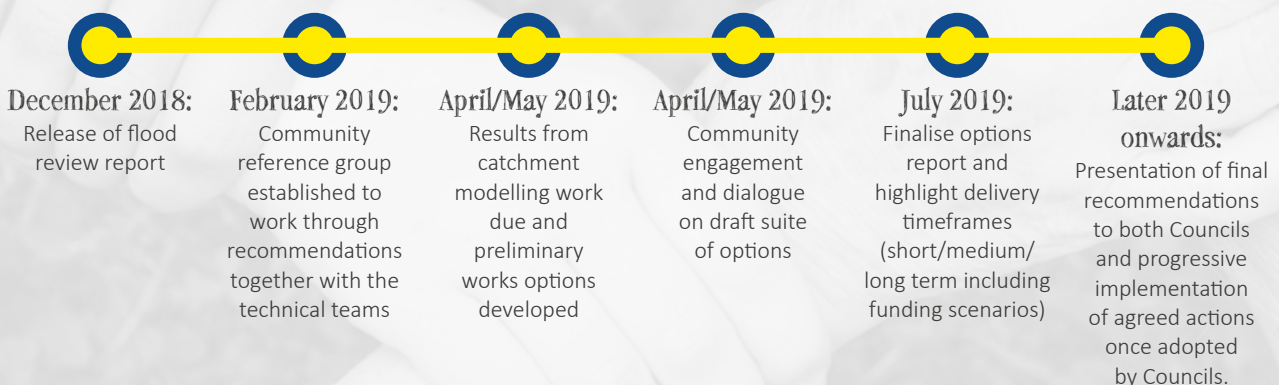 December 2018:
Release of flood
review report
February 2019:
Community
reference group
established to
work through
recommendations
together with the
technical teams
April/May 2019:
Results from
catchment
modelling work
due and
preliminary
works options
developed
April/May 2019:
Community
engagement
and dialogue
on draft suite
of options
July 2019:
Finalise options
report and
highlight delivery
timeframes
(short/medium/
long term including
funding scenarios)
Later 2019
onwards:
Presentation of final
recommendations
to both Councils
and progressive
implementation
of agreed actions
once adopted
by Councils.